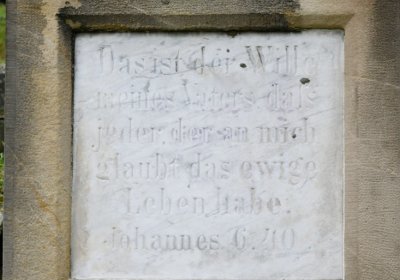 Das ist der Wille
meines Vaters, daß
jeder, der an mich
glaubt das ewige
Leben habe.
Johannes 6.40